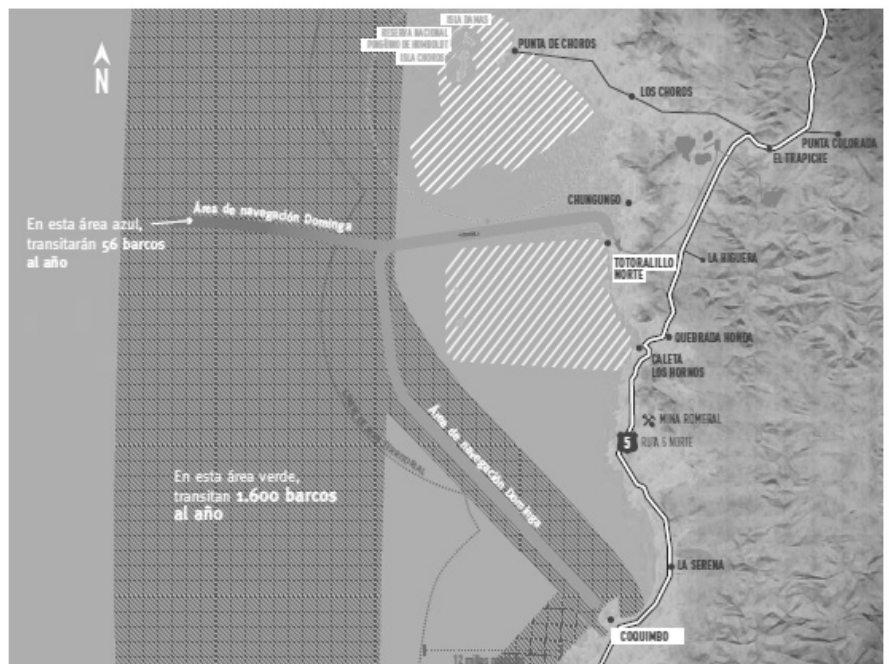 ISLA DAMAS
RESERVA NACIONAL
PINGÜINO DE HUMBOLDT
ISLA CHOROS
PUNTA DE CHOROS
N
LOS CHOROS
PUNTA COLORADA
EL TRAPICHE
CHUNGUNGO
Área de navegación Dominga
En esta área azul,
transitarán 56 barcos
al año
TOTORALILLO
NORTE
LA HIGUERA
QUEBRADA HONDA
CALETA
LOS HORNOS
MINA ROMERAL
5
RUTA 5 NORTE
Área de navegación Dominga
En esta área verde,
transitan 1.600 barcos
al año
LA SERENA
COQUIMBO
12 millas